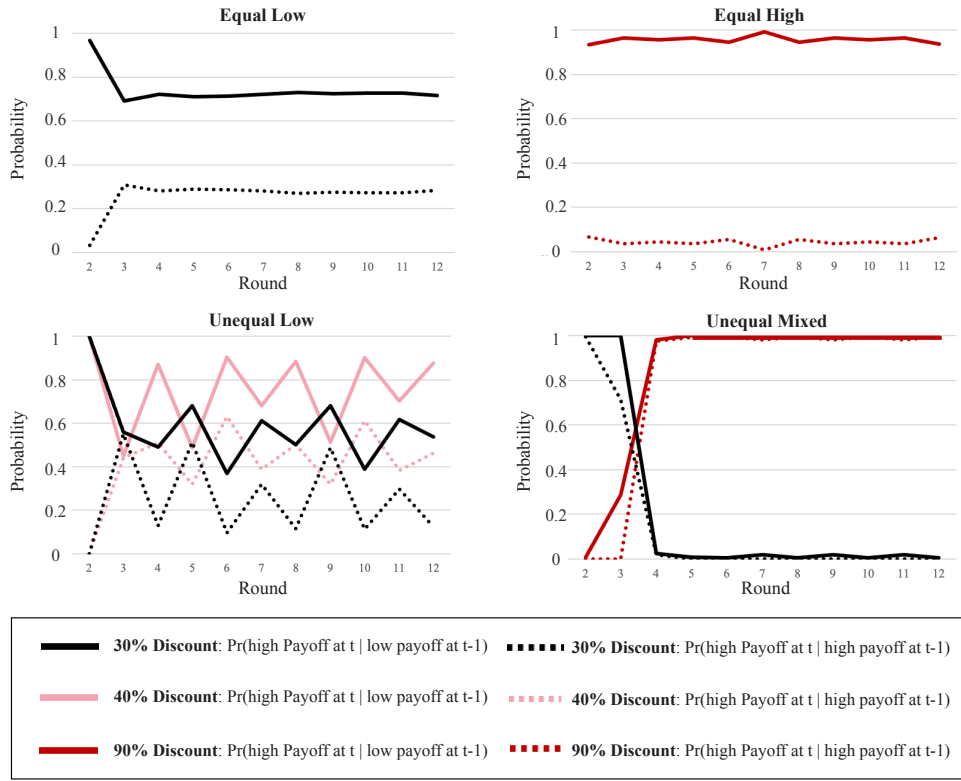 Equal Low
1
0.8
0.6
0.4
0.2
0
Probability
2 3 4 5 6 7 8 9 10 11 12
Round
Equal High
1
0.8
0.6
0.4
0.2
0
Probability
2 3 4 5 6 7 8 9 10 11 12
Round
Unequal Low
1
0.8
0.6
0.4
0.2
0
Probability
2 3 4 5 6 7 8 9 10 11 12
Round
Unequal Mixed
1
0.8
0.6
0.4
0.2
0
Probability
2 3 4 5 6 7 8 9 10 11 12
Round
30% Discount: Pr(high Payoff at t | low payoff at t-1)
30% Discount: Pr(high Payoff at t | high payoff at t-1)
40% Discount: Pr(high Payoff at t | low payoff at t-1)
40% Discount: Pr(high Payoff at t | high payoff at t-1)
90% Discount: Pr(high Payoff at t | low payoff at t-1)
90% Discount: Pr(high Payoff at t | high payoff at t-1)